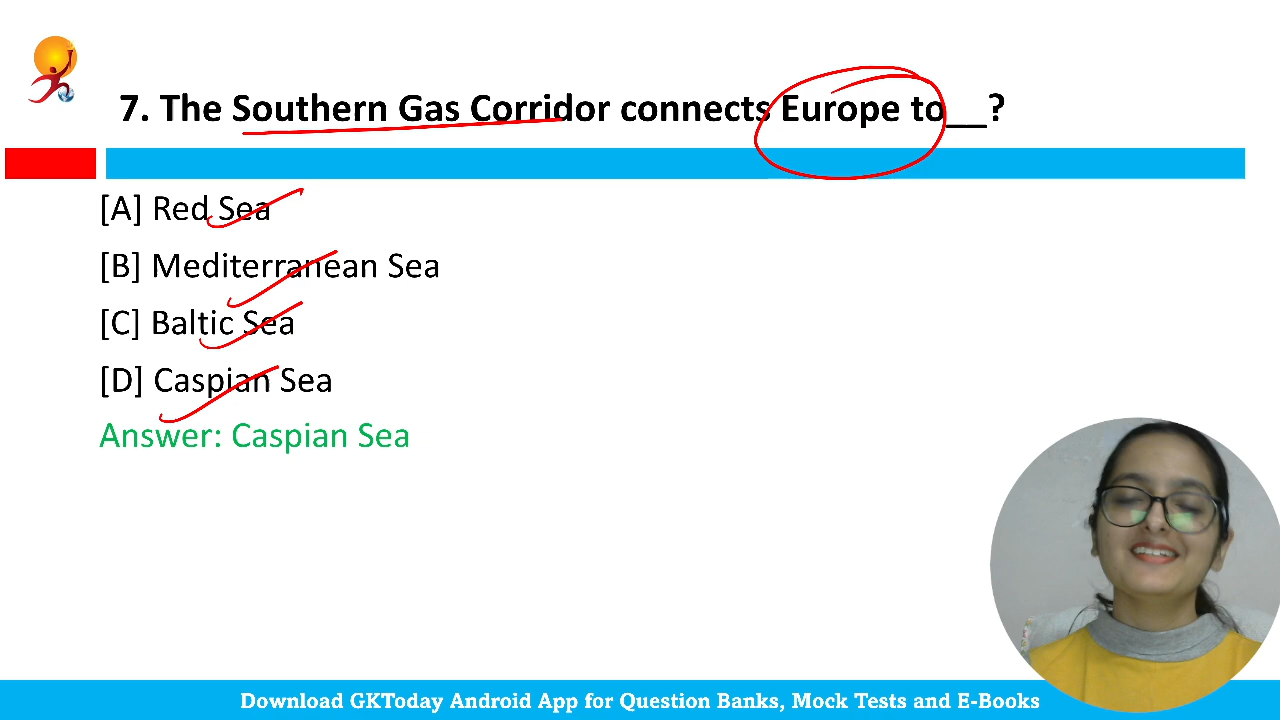 7. The Southern Gas Corridor connects Europe to__?
[A] Red Sea
[B] Mediterranean Sea
[C] Baltic Sea
[D] Caspian Sea
Answer: Caspian Sea
Download GKToday Android App for Question Banks, Mock Tests and E-Books